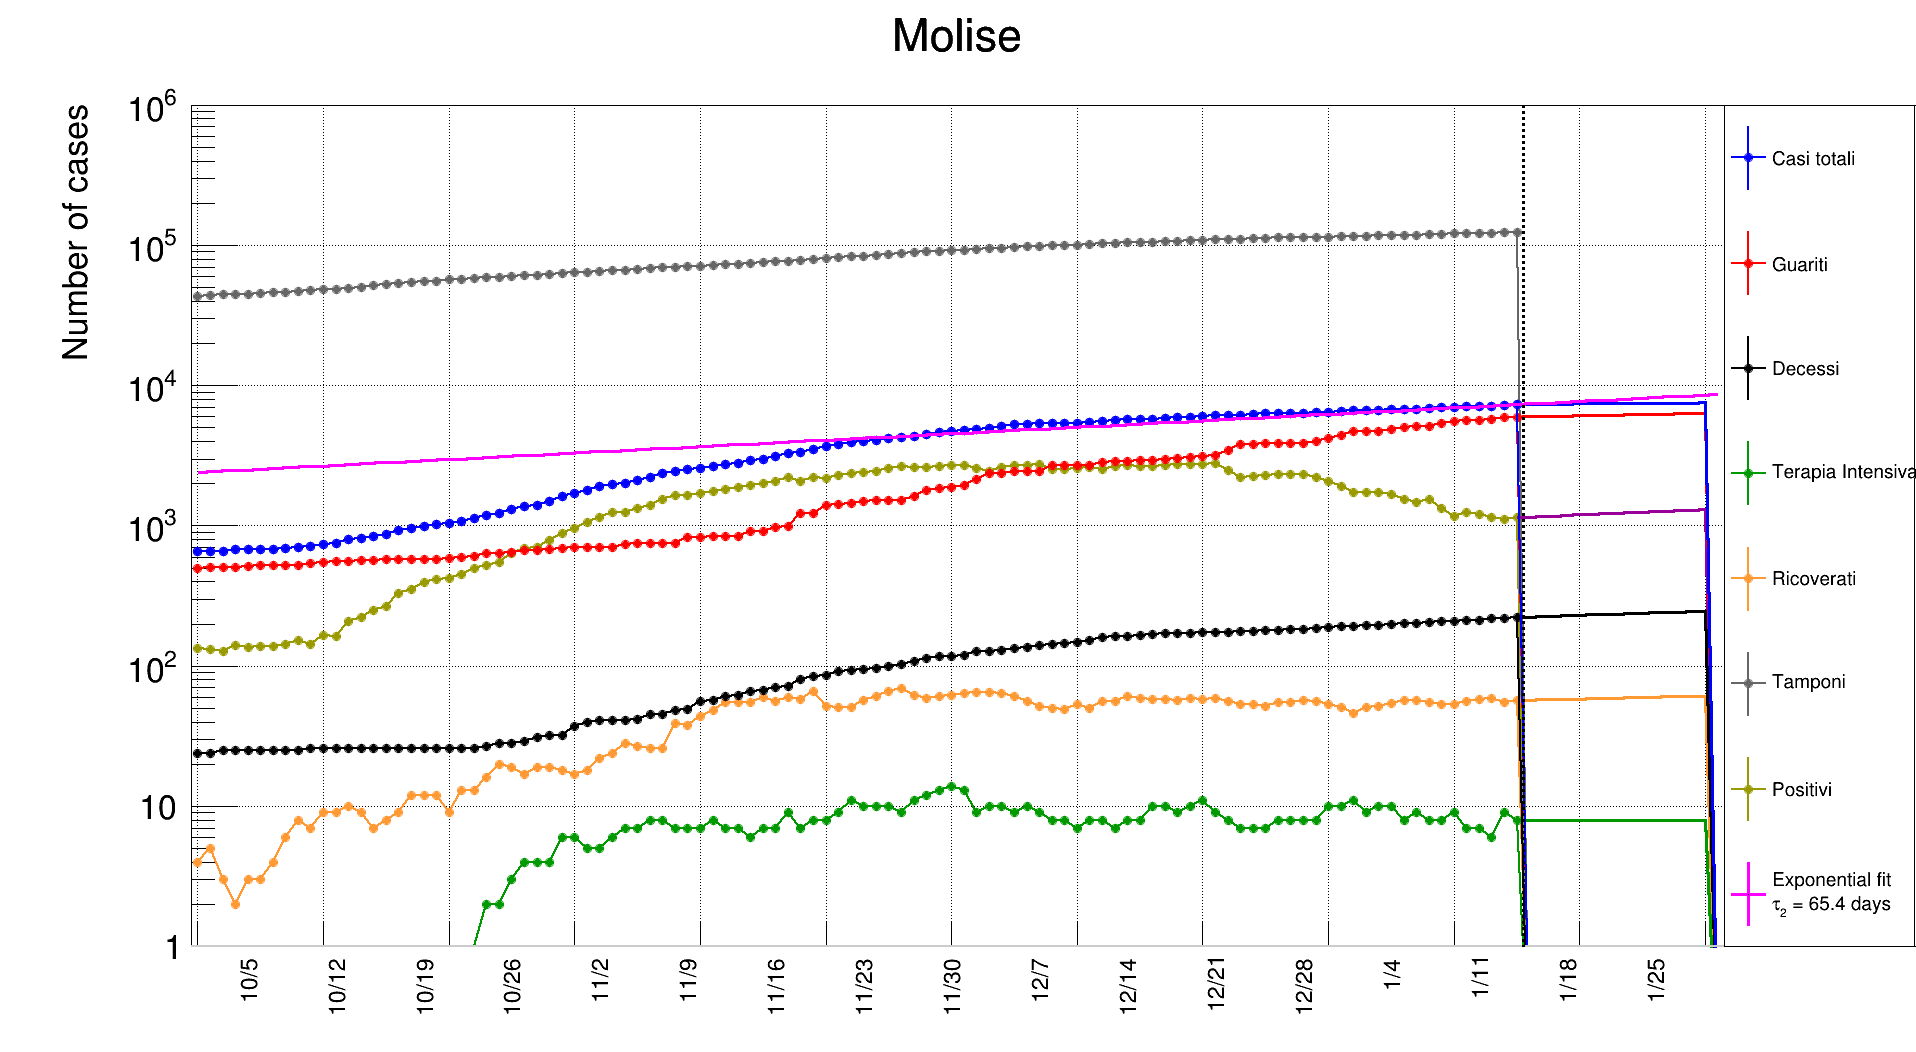 Molise
Number of cases
10^6
10^5
10^4
10^3
10^2
10
1
10/5
10/12
10/19
10/26
11/2
11/9
11/16
11/23
11/30
12/7
12/14
12/21
12/28
1/4
1/11
1/18
1/25
Casi totali
Guariti
Decessi
Terapia Intensiva
Ricoverati
Tamponi
Positivi
Exponential fit
τ_2 = 65.4 days